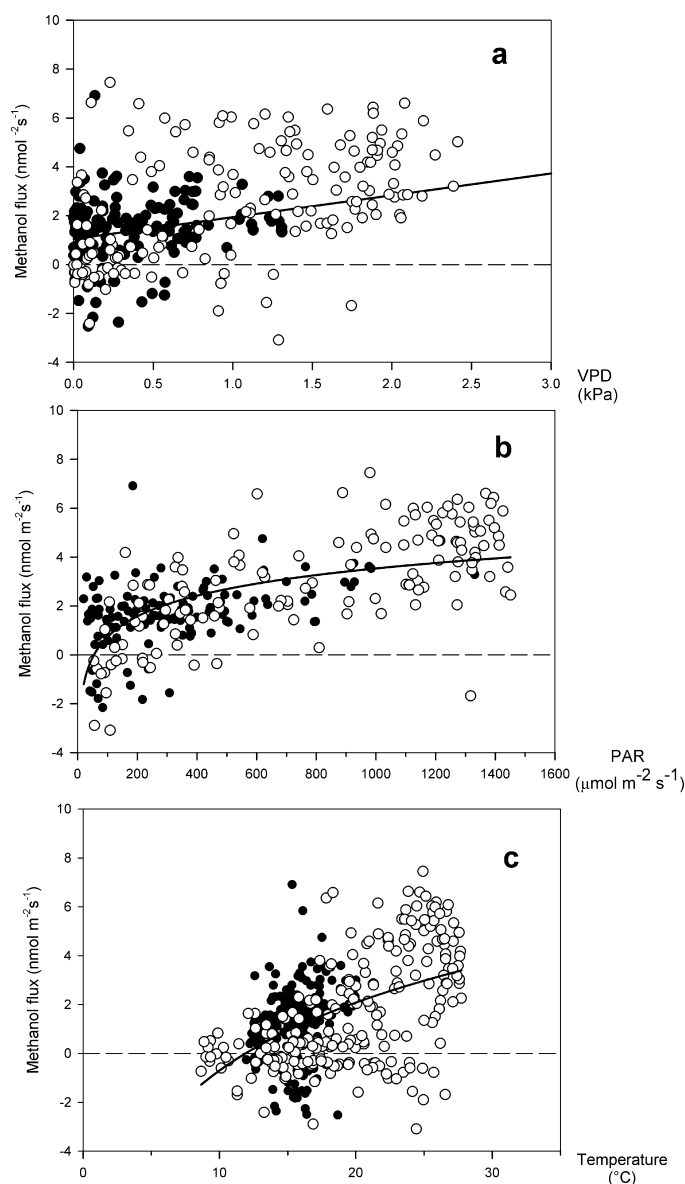 a
10
8
6
4
2
0
-2
-4
Methanol flux (nmol ⁻²s⁻¹)
0.0 0.5 1.0 1.5 2.0 2.5 3.0
VPD
(kPa)
b
10
8
6
4
2
0
-2
-4
Methanol flux (nmol m⁻²s⁻¹)
0 200 400 600 800 1000 1200 1400 1600
PAR
(μmol m⁻² s⁻¹)
c
10
8
6
4
2
0
-2
-4
Methanol flux (nmol m⁻²s⁻¹)
0 10 20 30
Temperature
(°C)